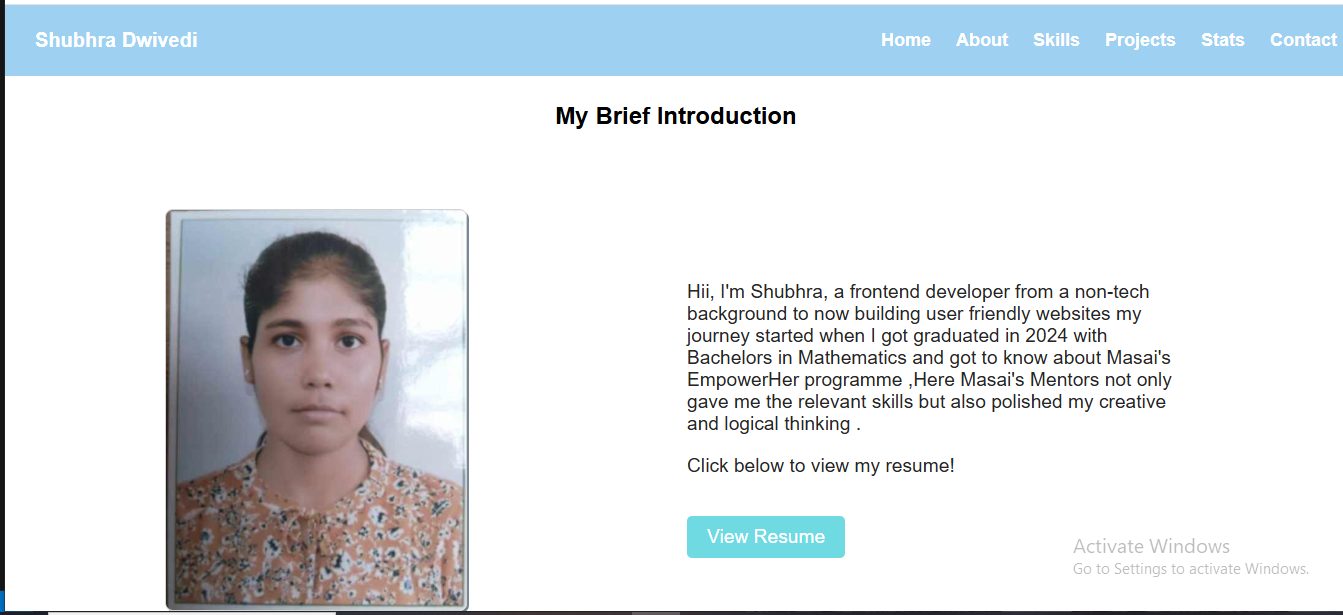 Shubhra Dwivedi
Home About Skills Projects Stats Contact
My Brief Introduction
Hii, I'm Shubhra, a frontend developer from a non-tech
background to now building user friendly websites my
journey started when I got graduated in 2024 with
Bachelors in Mathematics and got to know about Masai's
EmpowerHer programme ,Here Masai's Mentors not only
gave me the relevant skills but also polished my creative
and logical thinking .
Click below to view my resume!
View Resume
Activate Windows
Go to Settings to activate Windows.